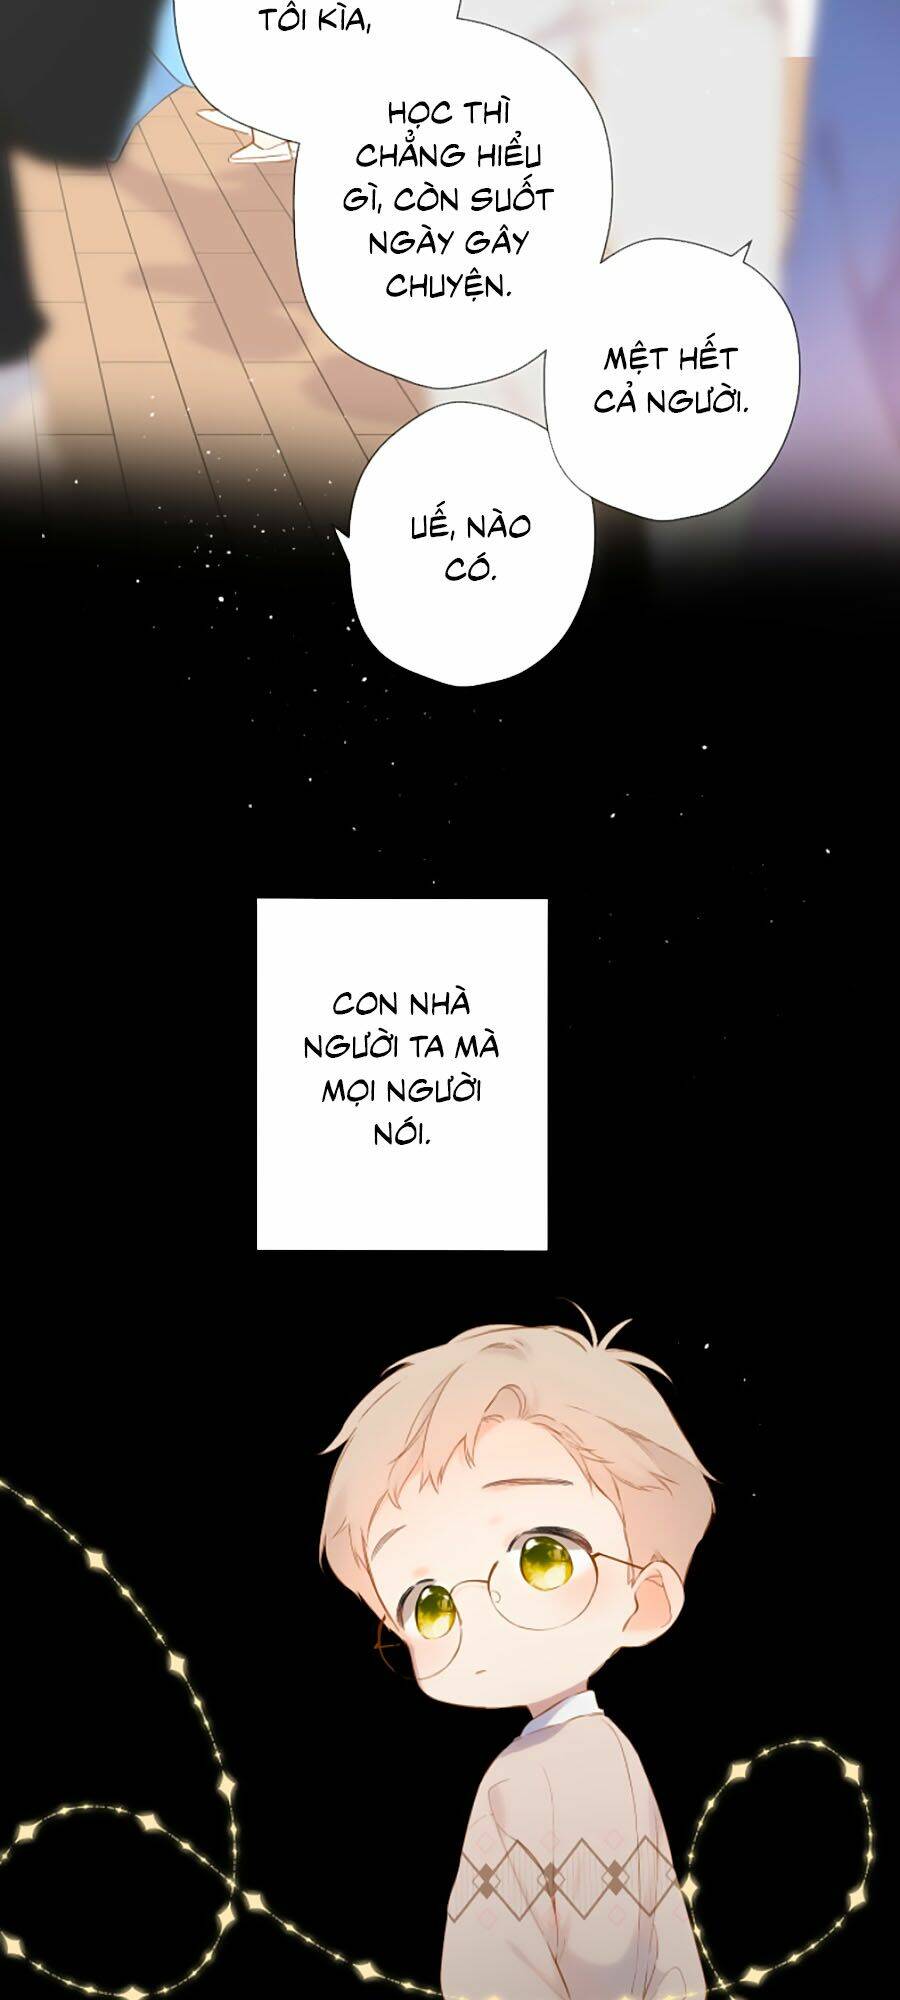 TÔI KÌA,
HỌC THÌ
CHẲNG HIỂU
GÌ, CÒN SUỐT
NGÀY GÂY
CHUYỆN.
MỆT HẾT
CẢ NGƯỜI.
UẾ, NÀO
CÓ.
CON NHÀ
NGƯỜI TA MÀ
MỌI NGƯỜI
NÓI.